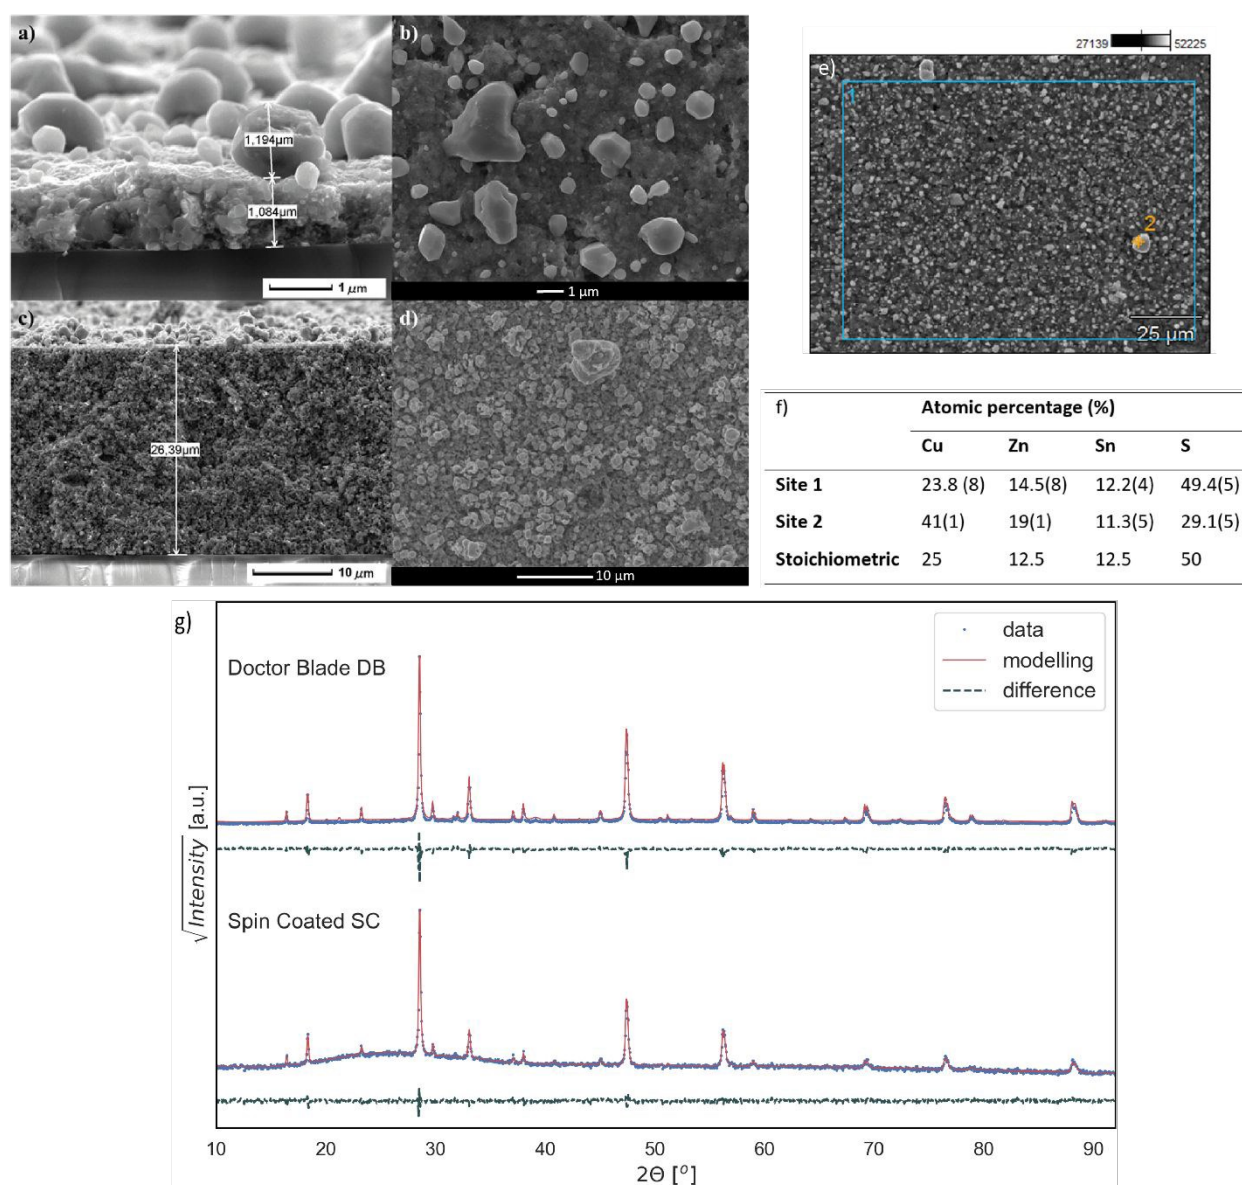 a)
1,194µm
1,084µm
1 µm
b)
1 µm
c)
26,39µm
10 µm
d)
10 µm
27139 52225
e)
1
2
25 µm
f) Atomic percentage (%)
Cu Zn Sn S
Site 1 23.8 (8) 14.5(8) 12.2(4) 49.4(5)
Site 2 41(1) 19(1) 11.3(5) 29.1(5)
Stoichiometric 25 12.5 12.5 50
g)
data
modelling
difference
Doctor Blade DB
Spin Coated SC
√Intensity [a.u.]
10 20 30 40 50 60 70 80 90
2Θ [°]